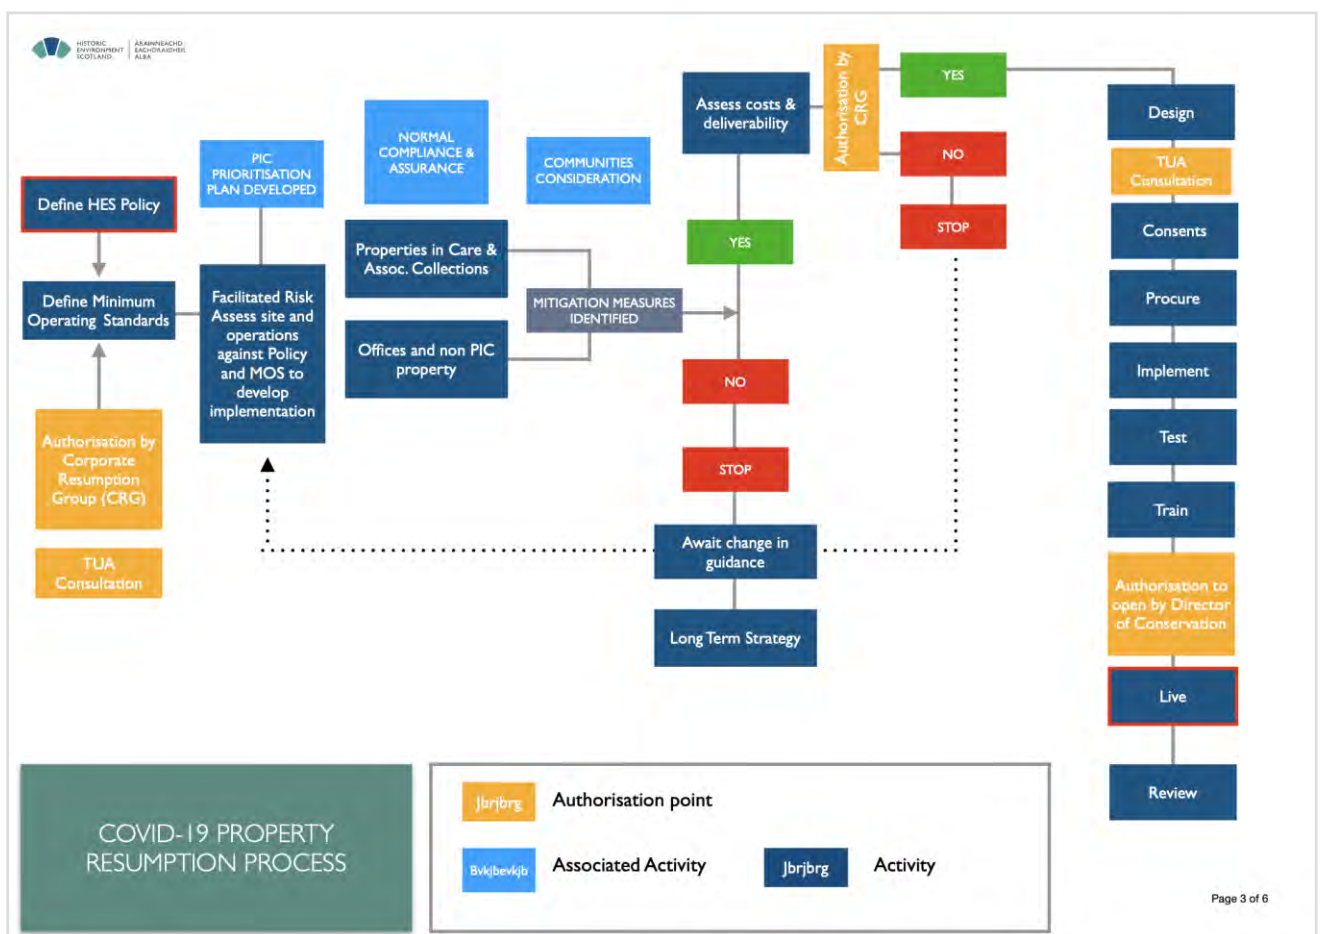 HISTORIC
ENVIRONMENT
SCOTLAND
ÀRAINNEACHD
EACHDRAIDHEIL
ALBA
Define HES Policy
Define Minimum
Operating Standards
Authorisation by
Corporate
Resumption
Group (CRG)
TUA
Consultation
PIC
PRIORITISATION
PLAN DEVELOPED
Facilitated Risk
Assess site and
operations
against Policy
and MOS to
develop
implementation
NORMAL
COMPLIANCE &
ASSURANCE
Properties in Care &
Assoc. Collections
Offices and non PIC
property
COMMUNITIES
CONSIDERATION
MITIGATION MEASURES
IDENTIFIED
Assess costs &
deliverability
YES
NO
STOP
Await change in
guidance
Long Term Strategy
Authorisation by
CRG
YES
NO
STOP
Design
TUA
Consultation
Consents
Procure
Implement
Test
Train
Authorisation to
open by Director
of Conservation
Live
Review
COVID-19 PROPERTY
RESUMPTION PROCESS
Jbrjbrg
Authorisation point
Bvkjbevkjb
Associated Activity
Jbrjbrg
Activity
Page 3 of 6